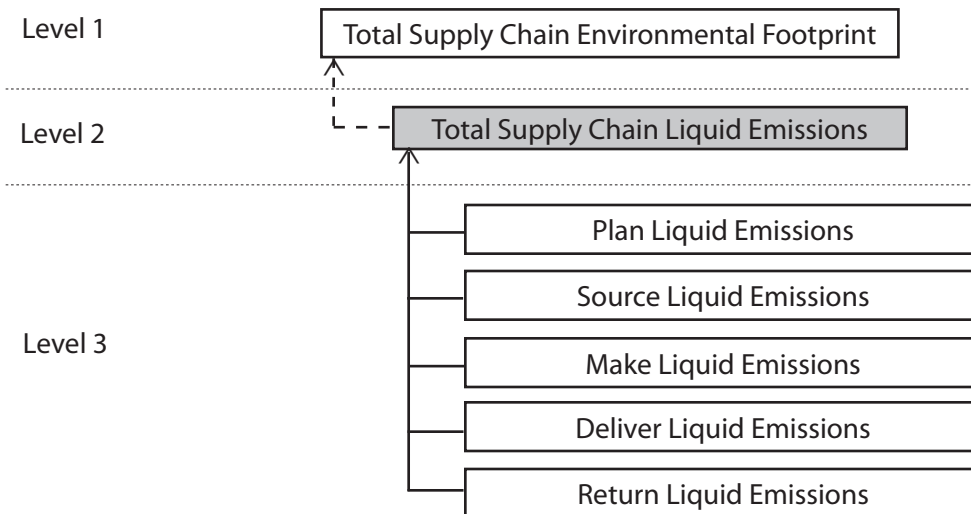 Level 1
Total Supply Chain Environmental Footprint
Level 2
Total Supply Chain Liquid Emissions
Plan Liquid Emissions
Source Liquid Emissions
Level 3
Make Liquid Emissions
Deliver Liquid Emissions
Return Liquid Emissions